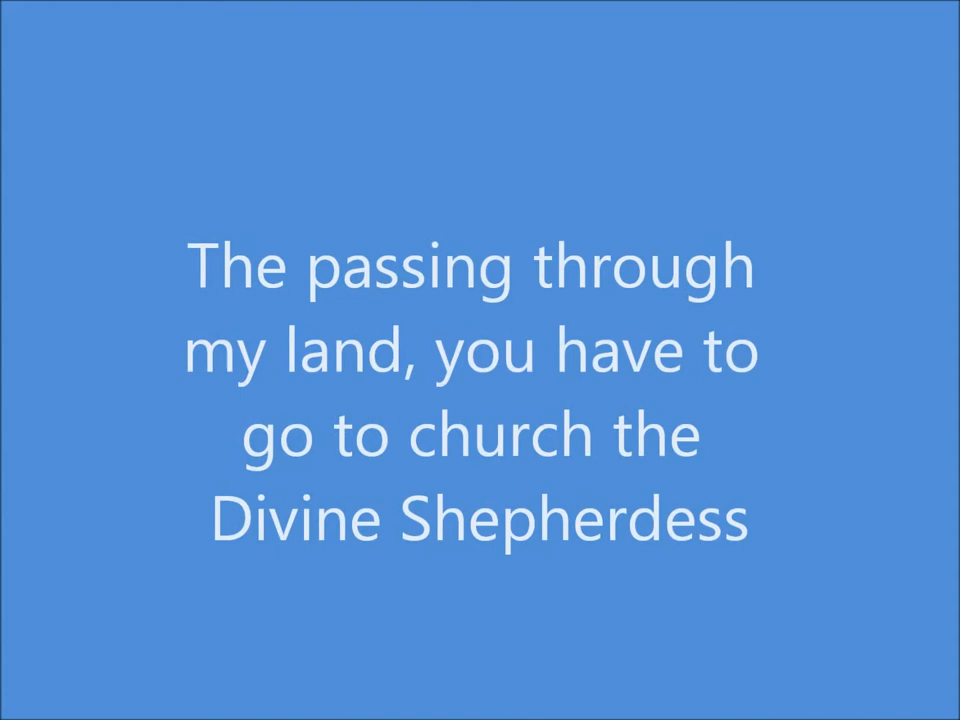 The passing through
my land, you have to
go to church the
Divine Shepherdess